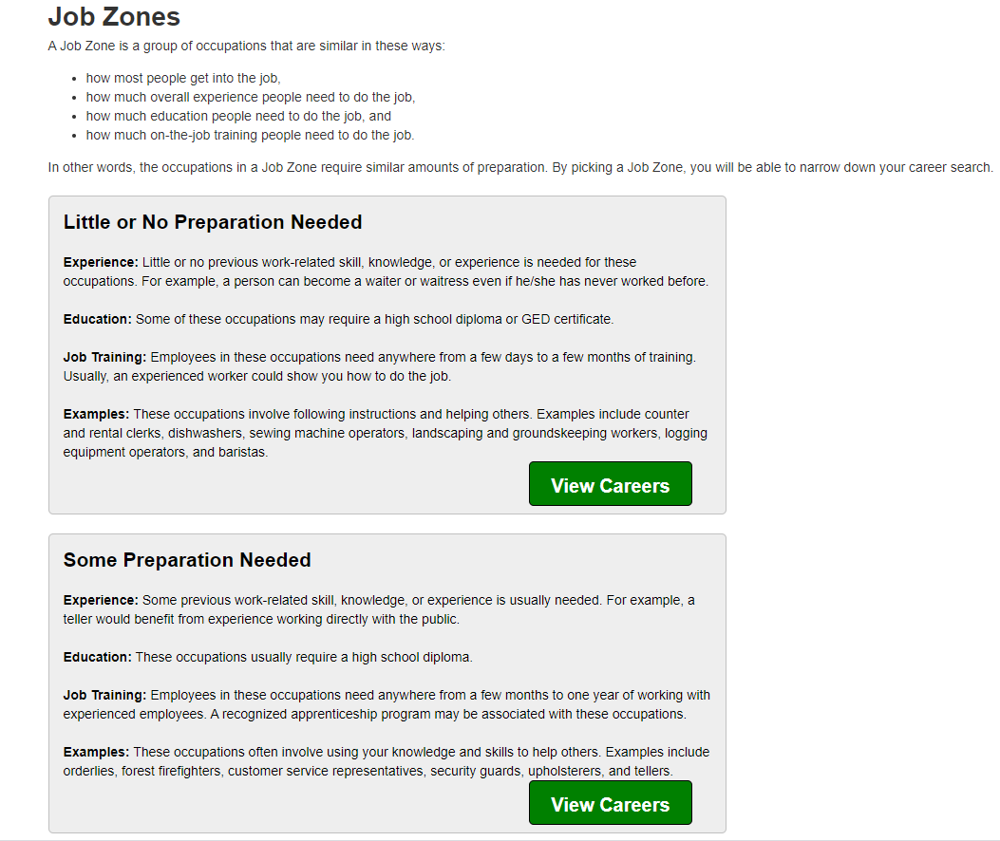 Job Zones
A Job Zone is a group of occupations that are similar in these ways:
how most people get into the job,
how much overall experience people need to do the job,
how much education people need to do the job, and
how much on-the-job training people need to do the job.
In other words, the occupations in a Job Zone require similar amounts of preparation. By picking a Job Zone, you will be able to narrow down your career search.
Little or No Preparation Needed
Experience: Little or no previous work-related skill, knowledge, or experience is needed for these
occupations. For example, a person can become a waiter or waitress even if he/she has never worked before.
Education: Some of these occupations may require a high school diploma or GED certificate.
Job Training: Employees in these occupations need anywhere from a few days to a few months of training.
Usually, an experienced worker could show you how to do the job.
Examples: These occupations involve following instructions and helping others. Examples include counter
and rental clerks, dishwashers, sewing machine operators, landscaping and groundskeeping workers, logging
equipment operators, and baristas.
View Careers
Some Preparation Needed
Experience: Some previous work-related skill, knowledge, or experience is usually needed. For example, a
teller would benefit from experience working directly with the public.
Education: These occupations usually require a high school diploma.
Job Training: Employees in these occupations need anywhere from a few months to one year of working with
experienced employees. A recognized apprenticeship program may be associated with these occupations.
Examples: These occupations often involve using your knowledge and skills to help others. Examples include
orderlies, forest firefighters, customer service representatives, security guards, upholsterers, and tellers.
View Careers